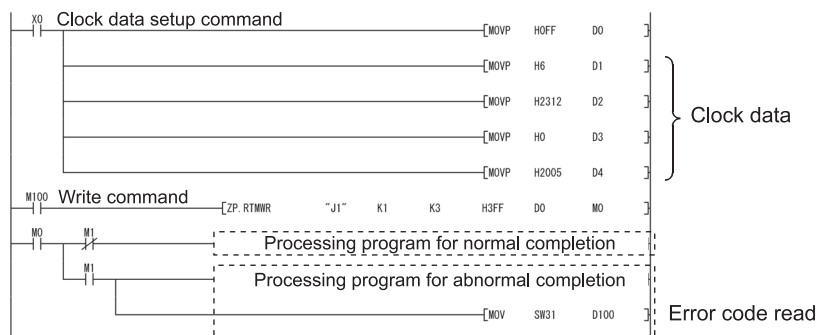 X0 Clock data setup command [MOVP H0FF D0 ]
[MOVP H6 D1 ]
[MOVP H2312 D2 ]
Clock data
[MOVP H0 D3 ]
[MOVP H2005 D4 ]
M100 Write command [ZP.RTMWR "J1" K1 K3 H3FF D0 M0 ]
M0 M1 Processing program for normal completion
M1 Processing program for abnormal completion
[MOV SW31 D100 ] Error code read